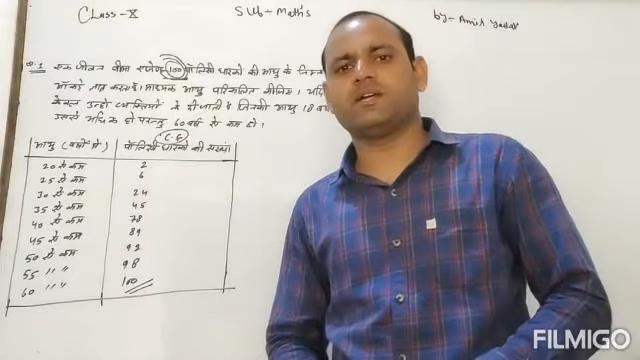 Class-X
Sub- Maths
by- Amit Yadav
Q.1 एक जीवन बीमा एजेंट 100 पॉलिसी धारकों की आयु के
आँकड़े ज्ञात करता है। माध्यक आयु परिकलित कीजिए।
केवल उन्हीं व्यक्तियों को दी जाती है जिनकी आयु 18
उससे अधिक हो परन्तु 60 वर्ष से कम हो।
C.f
आयु (वर्षों में) पॉलिसी धारकों की संख्या
20 से कम 2
25 से कम 6
30 से कम 24
35 से कम 45
40 से कम 78
45 से कम 89
50 से कम 92
55 " " 98
60 " " 100
FILMIGO